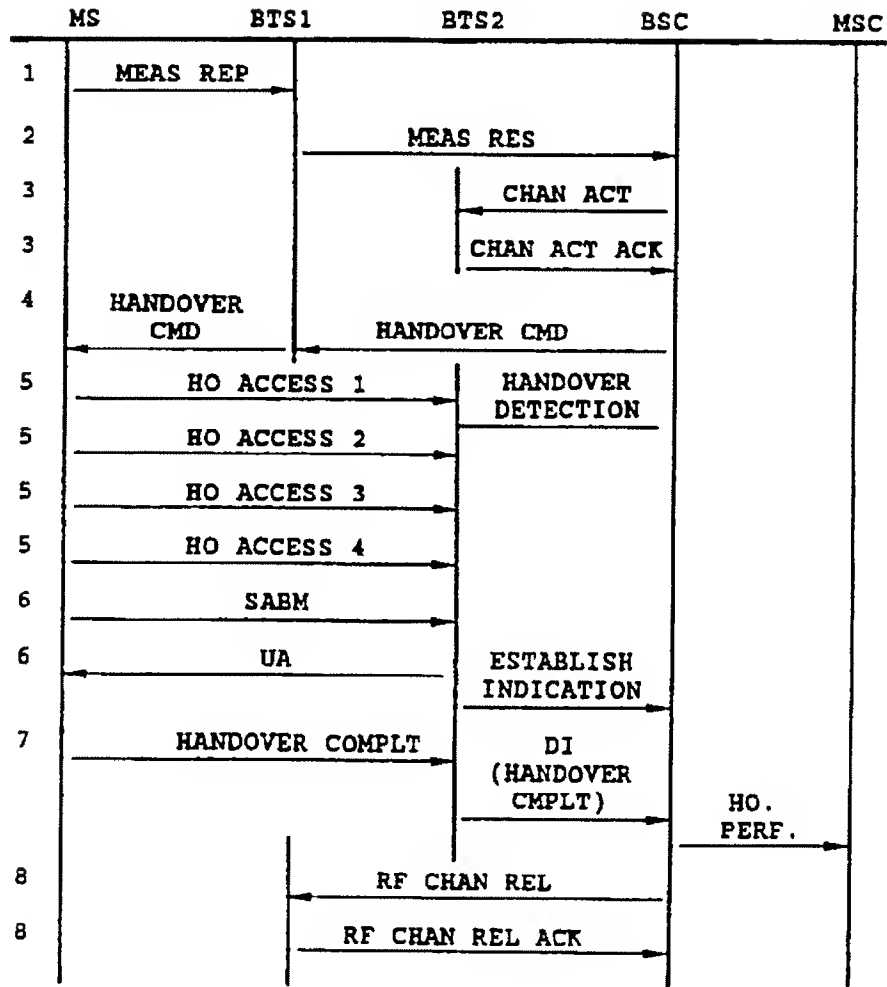 MS BTS1 BTS2 BSC MSC
1 MEAS REP
2 MEAS RES
3 CHAN ACT
3 CHAN ACT ACK
4 HANDOVER
CMD HANDOVER CMD
5 HO ACCESS 1 HANDOVER
DETECTION
5 HO ACCESS 2
5 HO ACCESS 3
5 HO ACCESS 4
6 SABM
6 UA ESTABLISH
INDICATION
7 HANDOVER COMPLT DI
(HANDOVER
CMPLT) HO.
PERF.
8 RF CHAN REL
8 RF CHAN REL ACK